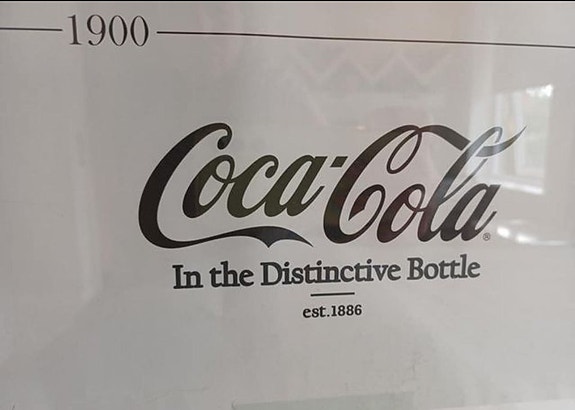 1900
Coca-Cola®
In the Distinctive Bottle
est.1886